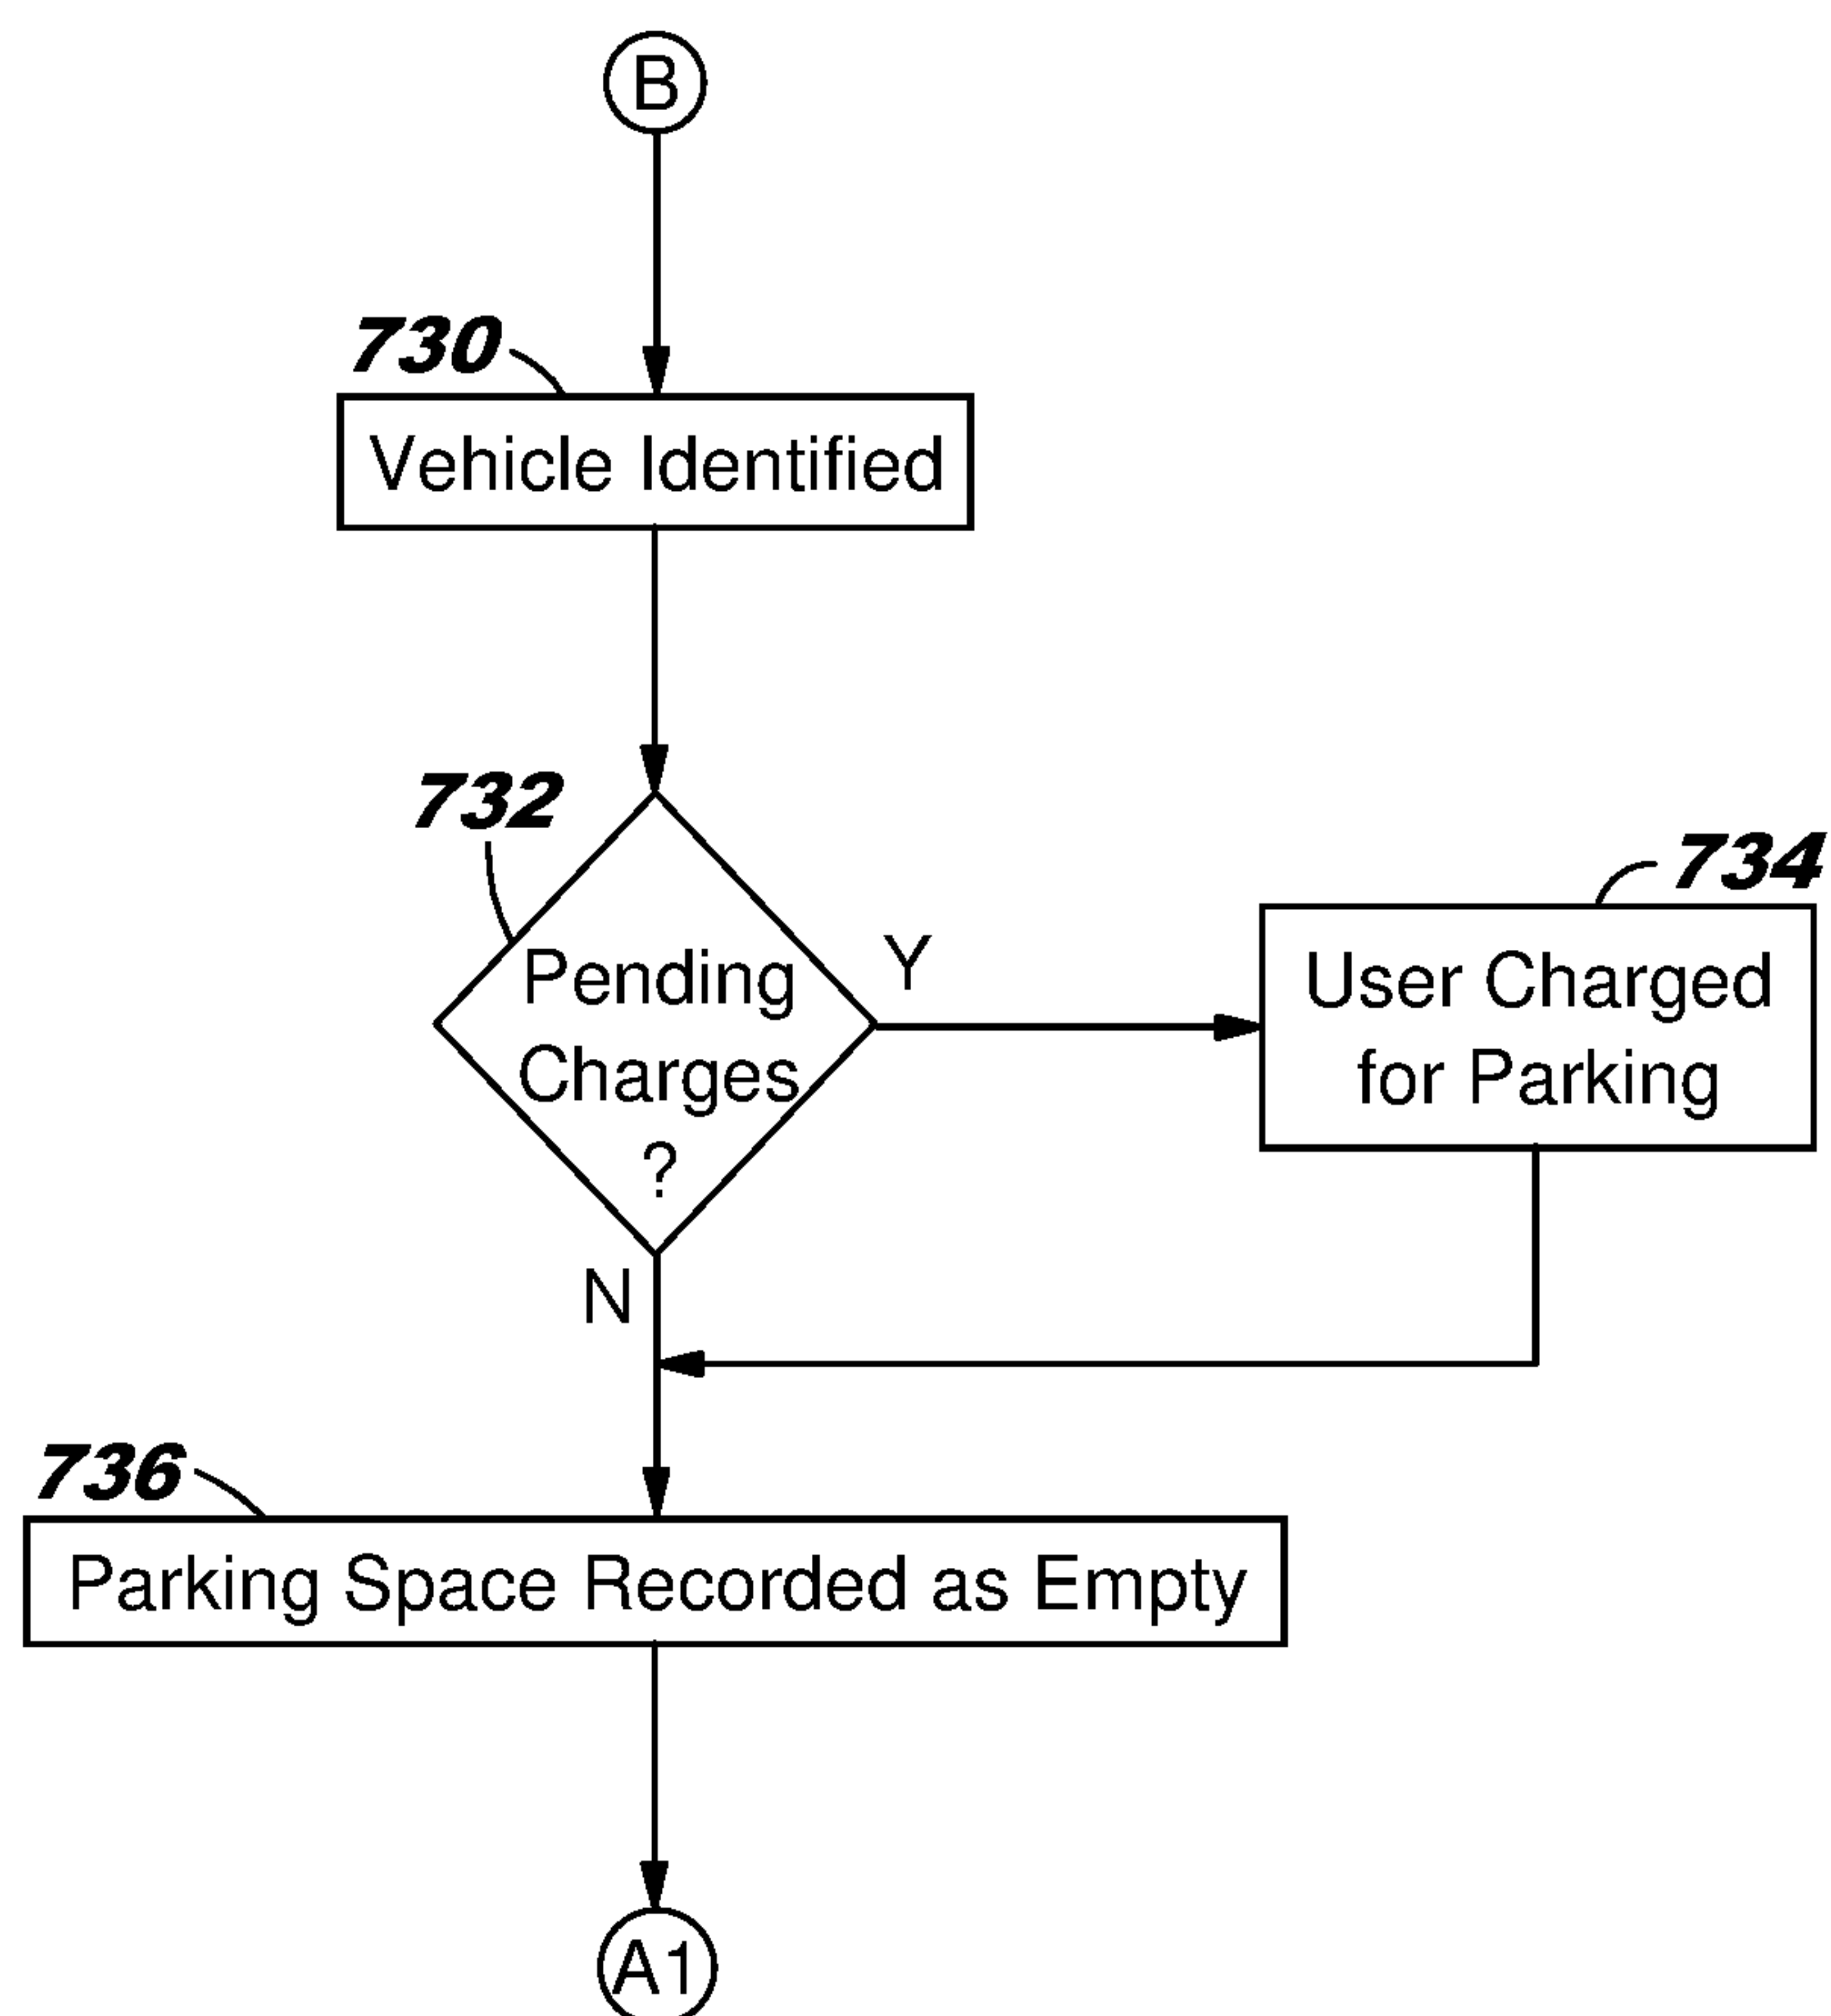 B
730
Vehicle Identified
732
Pending
Charges
?
Y
N
734
User Charged
for Parking
736
Parking Space Recorded as Empty
A1